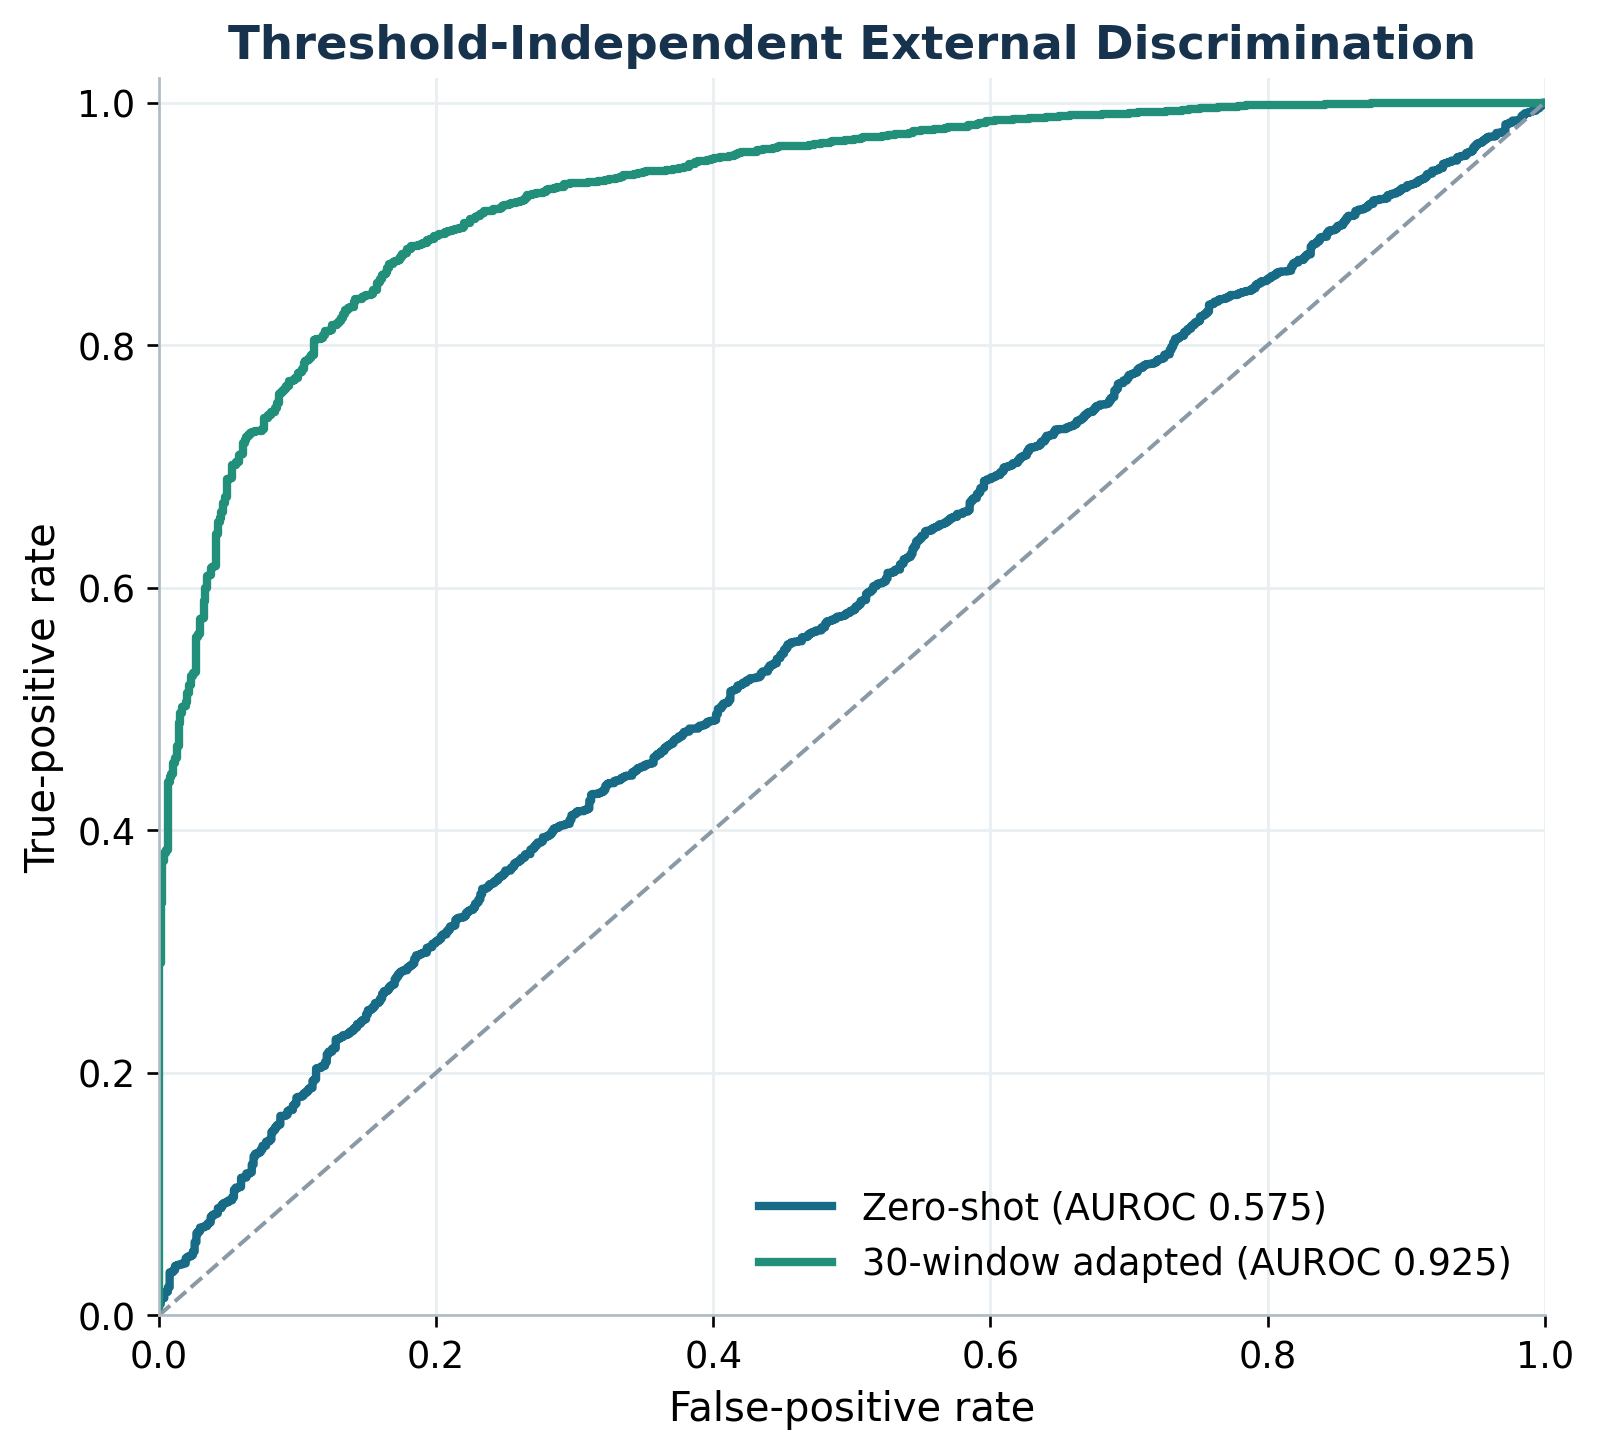 Threshold-Independent External Discrimination
1.0
0.8
0.6
0.4
0.2
0.0
True-positive rate
Zero-shot (AUROC 0.575)
30-window adapted (AUROC 0.925)
0.0 0.2 0.4 0.6 0.8 1.0
False-positive rate